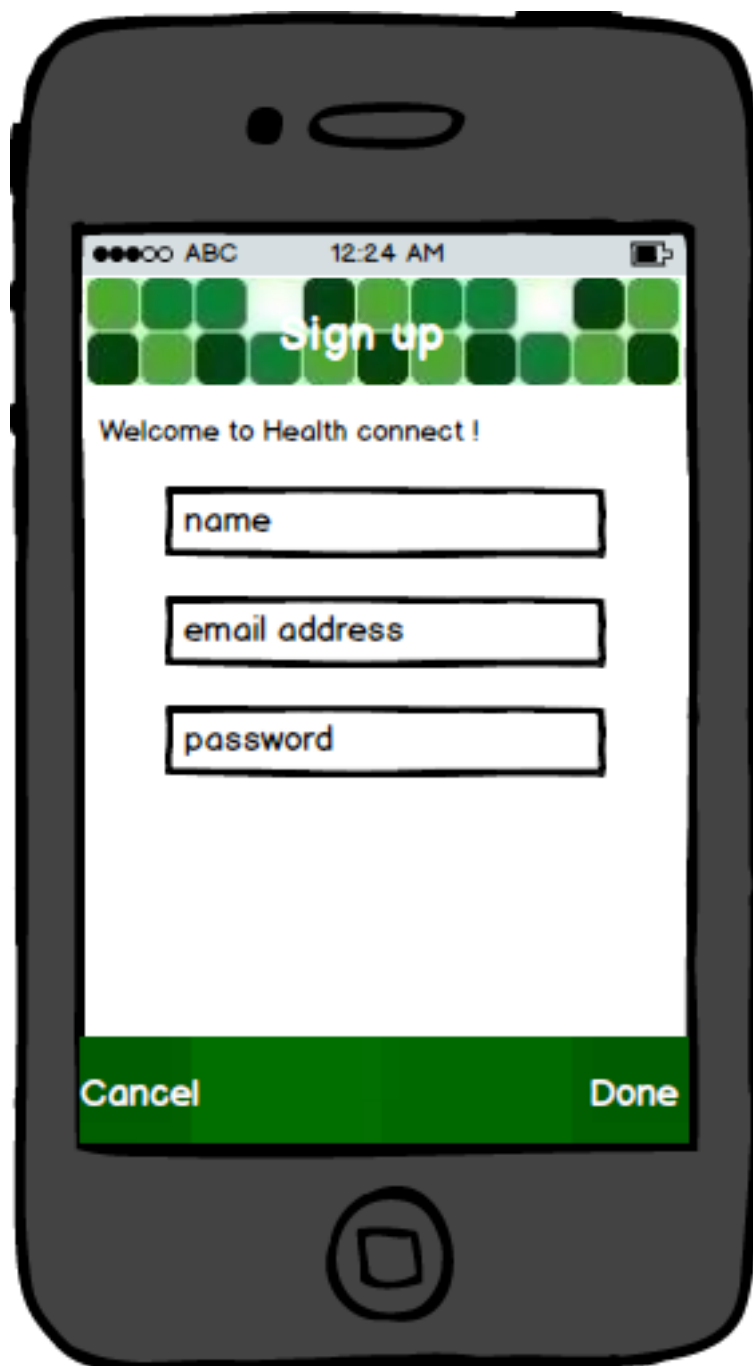 ABC 12:24 AM
Sign up
Welcome to Health connect !
name
email address
password
Cancel Done